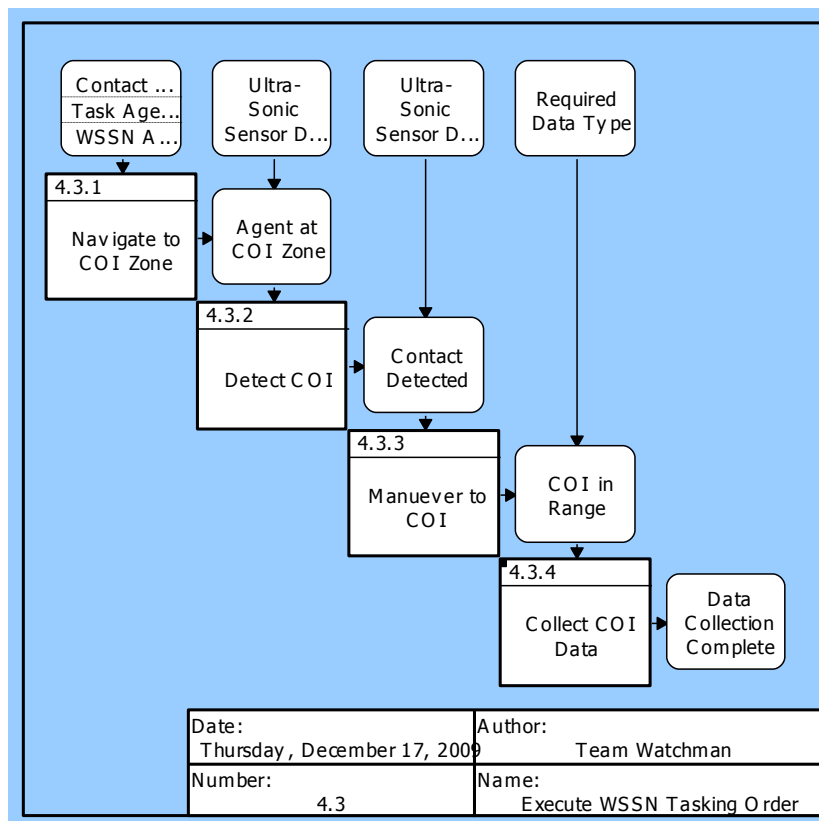 Contact ...
Task Age...
WSSN A...
Ultra-
Sonic
Sensor D...
Ultra-
Sonic
Sensor D...
Required
Data Type
4.3.1
Navigate to
COI Zone
Agent at
COI Zone
4.3.2
Detect COI
Contact
Detected
4.3.3
Manuever to
COI
COI in
Range
4.3.4
Collect COI
Data
Data
Collection
Complete
Date:
Thursday, December 17, 2009
Author:
Team Watchman
Number:
4.3
Name:
Execute WSSN Tasking Order